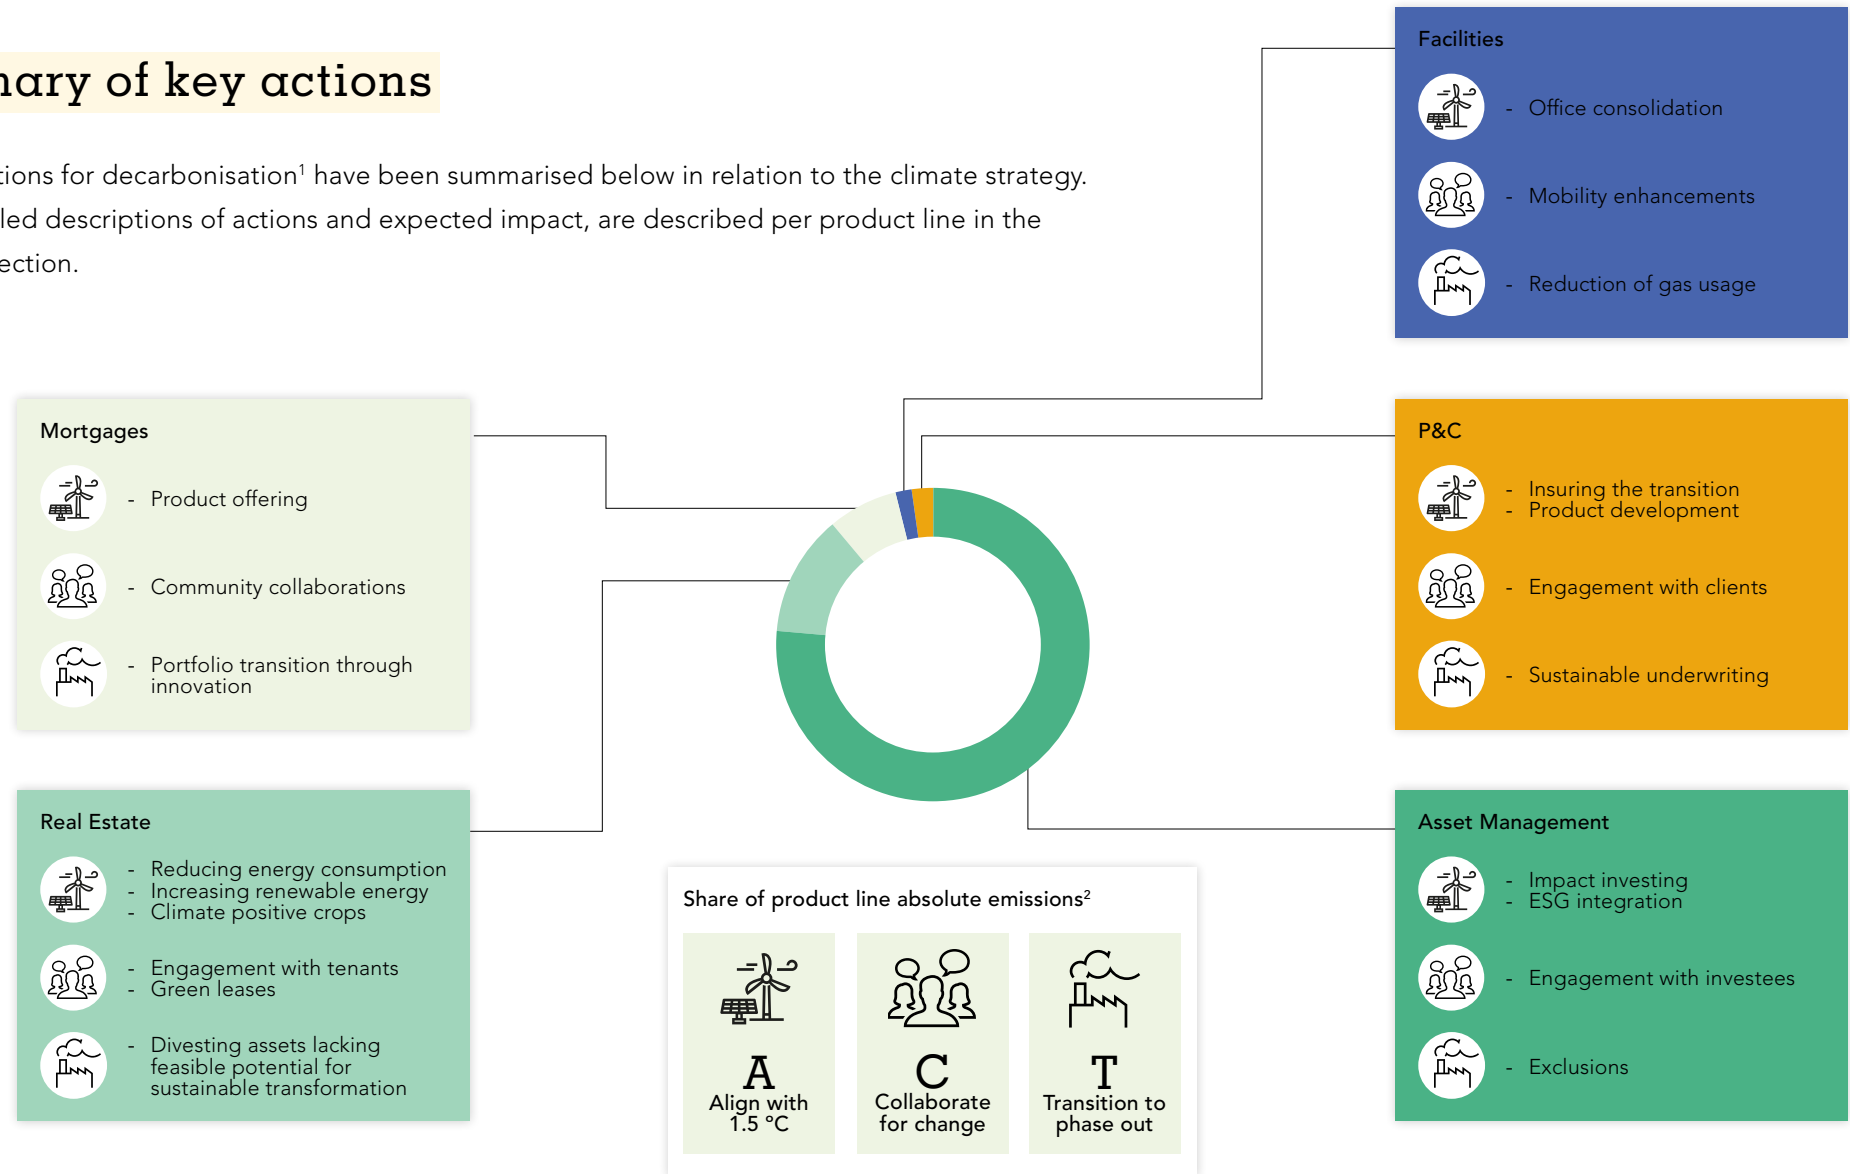 of key actions
for decarbonisation¹ have been summarised below in relation to the climate strategy.
descriptions of actions and expected impact, are described per product line in the
Facilities
- Office consolidation
- Mobility enhancements
- Reduction of gas usage
Mortgages
- Product offering
- Community collaborations
- Portfolio transition through
innovation
P&C
- Insuring the transition
- Product development
- Engagement with clients
- Sustainable underwriting
Real Estate
- Reducing energy consumption
- Increasing renewable energy
- Climate positive crops
- Engagement with tenants
- Green leases
- Divesting assets lacking
feasible potential for
sustainable transformation
Share of product line absolute emissions²
A
Align with
1.5 °C
C
Collaborate
for change
T
Transition to
phase out
Asset Management
- Impact investing
- ESG integration
- Engagement with investees
- Exclusions